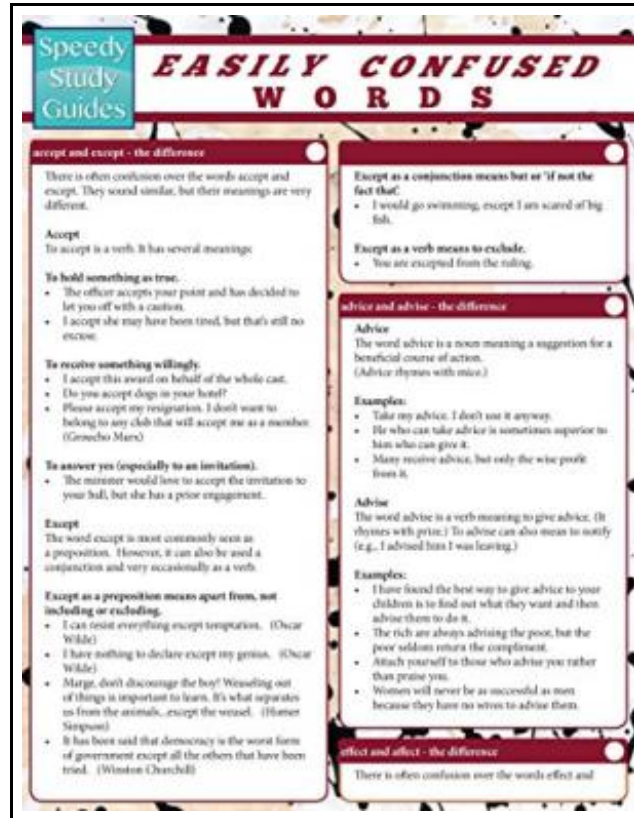 Speedy
Study
Guides
EASILY CONFUSED
WORDS
accept and except - the difference
There is often confusion over the words accept and
except. They sound similar, but their meanings are very
different.
Accept
To accept is a verb. It has several meanings:
To hold something as true.
• The officer accepts your point and has decided to
let you off with a caution.
• I accept she may have been tired, but that's still no
excuse.
To receive something willingly.
• I accept this award on behalf of the whole cast.
• Do you accept dogs in your hotel?
• Please accept my resignation. I don't want to
belong to any club that will accept me as a member.
(Groucho Marx)
To answer yes (especially to an invitation).
• The minister would love to accept the invitation to
your ball, but she has a prior engagement.
Except
The word except is most commonly seen as
a preposition. However, it can also be used a
conjunction and very occasionally as a verb.
Except as a preposition means apart from, not
including or excluding.
• I can resist everything except temptation. (Oscar
Wilde)
• I have nothing to declare except my genius. (Oscar
Wilde)
• Marge, don't discourage the boy! Weaseling out
of things is important to learn. It's what separates
us from the animals...except the weasel. (Homer
Simpson)
• It has been said that democracy is the worst form
of government except all the others that have been
tried. (Winston Churchill)
Except as a conjunction means but or 'if not the
fact that'.
• I would go swimming, except I am scared of big
fish.
Except as a verb means to exclude.
• You are excepted from the ruling.
advice and advise - the difference
Advice
The word advice is a noun meaning a suggestion for a
beneficial course of action.
(Advice rhymes with mice.)
Examples:
• Take my advice. I don't use it anyway.
• He who can take advice is sometimes superior to
him who can give it.
• Many receive advice, but only the wise profit
from it.
Advise
The word advise is a verb meaning to give advice. (It
rhymes with prize.) To advise can also mean to notify
(e.g., I advised him I was leaving.)
Examples:
• I have found the best way to give advice to your
children is to find out what they want and then
advise them to do it.
• The rich are always advising the poor, but the
poor seldom return the compliment.
• Attach yourself to those who advise you rather
than praise you.
• Women will never be as successful as men
because they have no wives to advise them.
effect and affect - the difference
There is often confusion over the words effect and